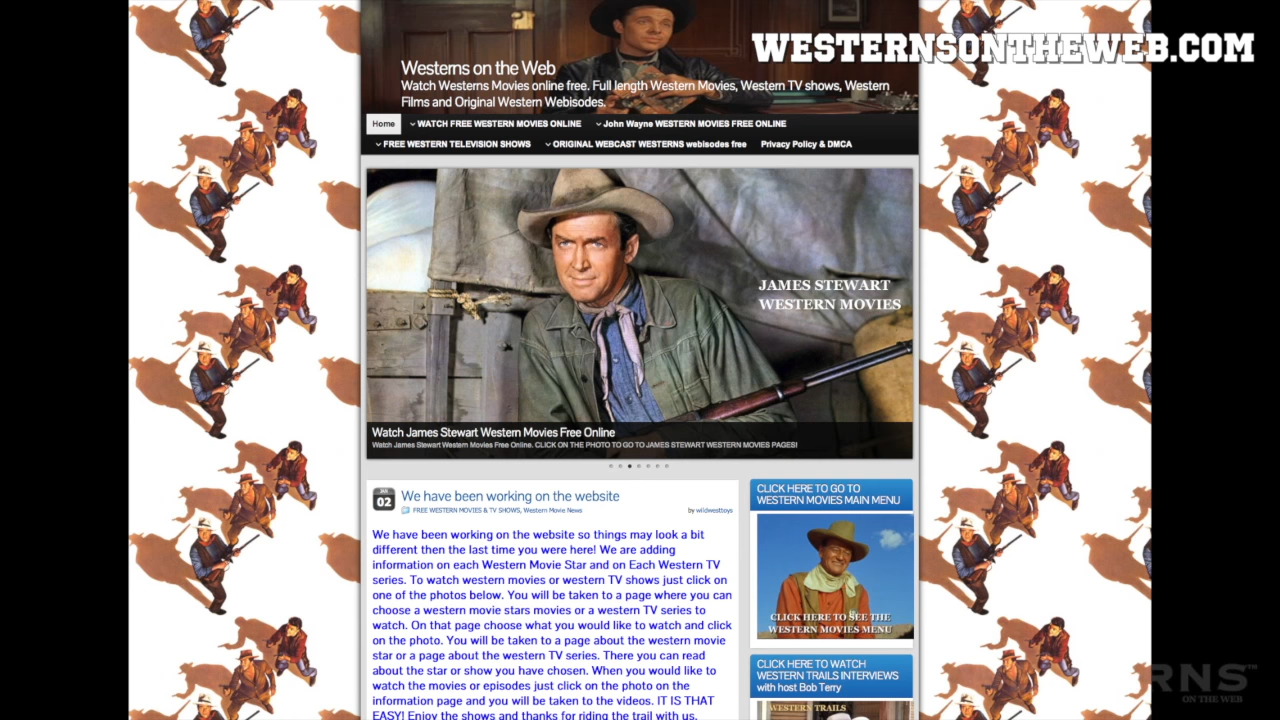 WESTERNSONTHEWEB.COM
Westerns on the Web
Watch Westerns Movies online free. Full length Western Movies, Western TV shows, Western
Films and Original Western Webisodes.
Home
WATCH FREE WESTERN MOVIES ONLINE
John Wayne WESTERN MOVIES FREE ONLINE
FREE WESTERN TELEVISION SHOWS
ORIGINAL WEBCAST WESTERNS webisodes free
Privacy Policy & DMCA
JAMES STEWART
WESTERN MOVIES
Watch James Stewart Western Movies Free Online
Watch James Stewart Western Movies Free Online. CLICK ON THE PHOTO TO GO TO JAMES STEWART WESTERN MOVIES PAGES!
JAN
02
We have been working on the website
FREE WESTERN MOVIES & TV SHOWS, Western Movie News
by wildwesttoys
We have been working on the website so things may look a bit
different then the last time you were here! We are adding
information on each Western Movie Star and on Each Western TV
series. To watch western movies or western TV shows just click on
one of the photos below. You will be taken to a page where you can
choose a western movie stars movies or a western TV series to
watch. On that page choose what you would like to watch and click
on the photo. You will be taken to a page about the western movie
star or a page about the western TV series. There you can read
about the star or show you have chosen. When you would like to
watch the movies or episodes just click on the photo on the
information page and you will be taken to the videos. IT IS THAT
EASY! Enjoy the shows and thanks for riding the trail with us.
CLICK HERE TO GO TO
WESTERN MOVIES MAIN MENU
CLICK HERE TO SEE THE
WESTERN MOVIES MENU
CLICK HERE TO WATCH
WESTERN TRAILS INTERVIEWS
with host Bob Terry
WESTERN TRAILS
RNS™
ON THE WEB